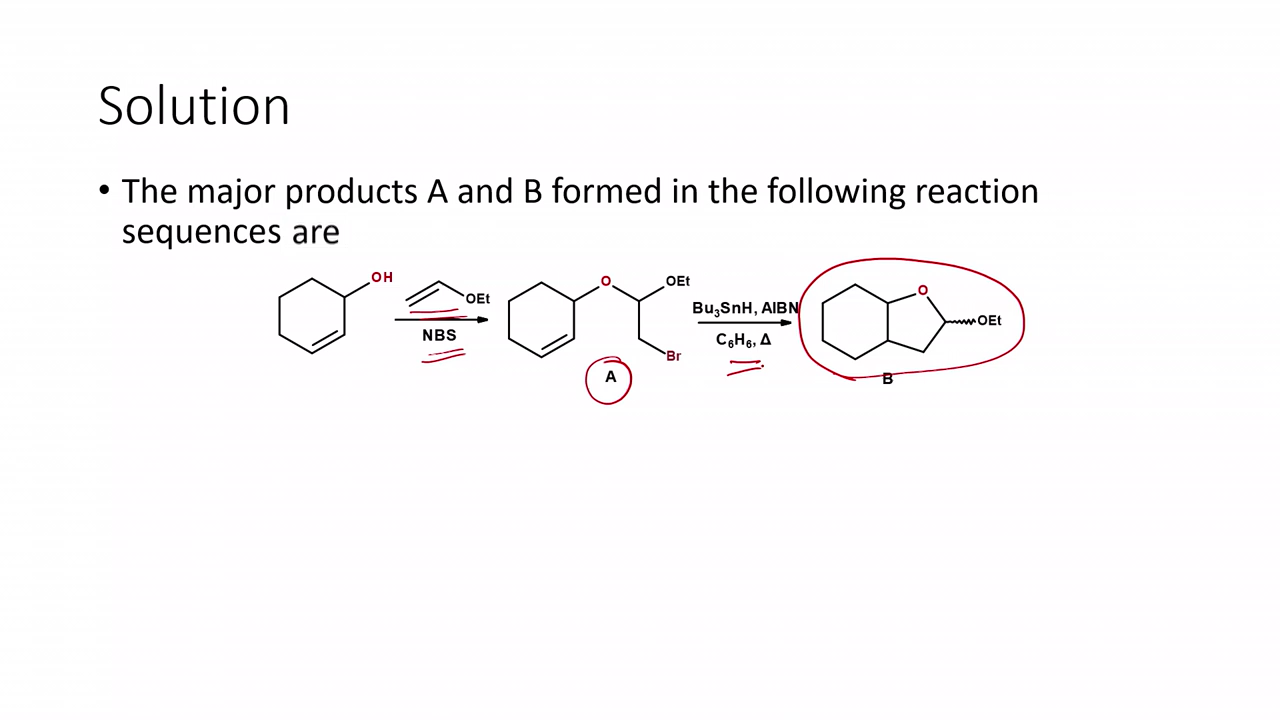 Solution
• The major products A and B formed in the following reaction
sequences are
OH
OEt
NBS
O
OEt
Br
A
Bu₃SnH, AIBN
C₆H₆, Δ
O
OEt
B